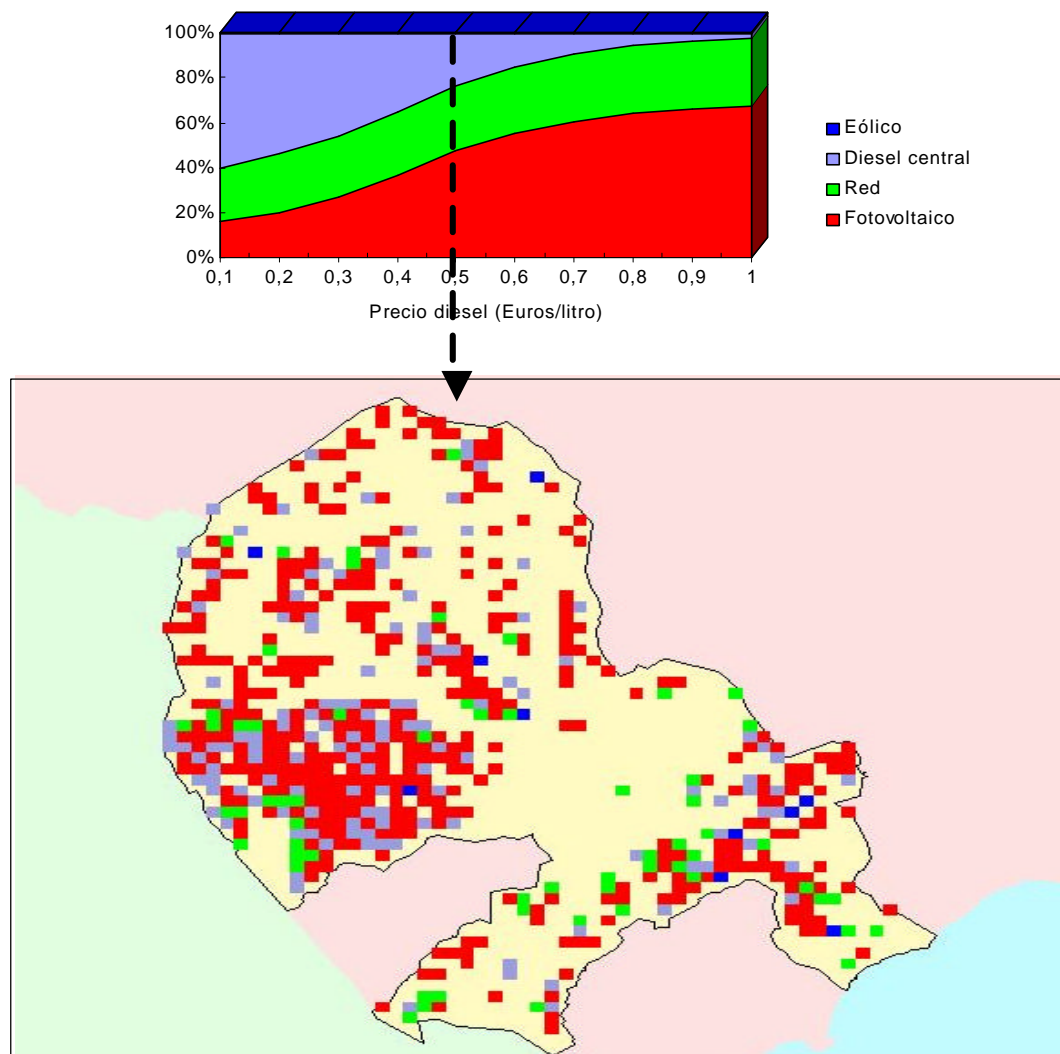 100%
80%
60%
40%
20%
0%
0,1 0,2 0,3 0,4 0,5 0,6 0,7 0,8 0,9 1
Precio diesel (Euros/litro)
Eólico
Diesel central
Red
Fotovoltaico